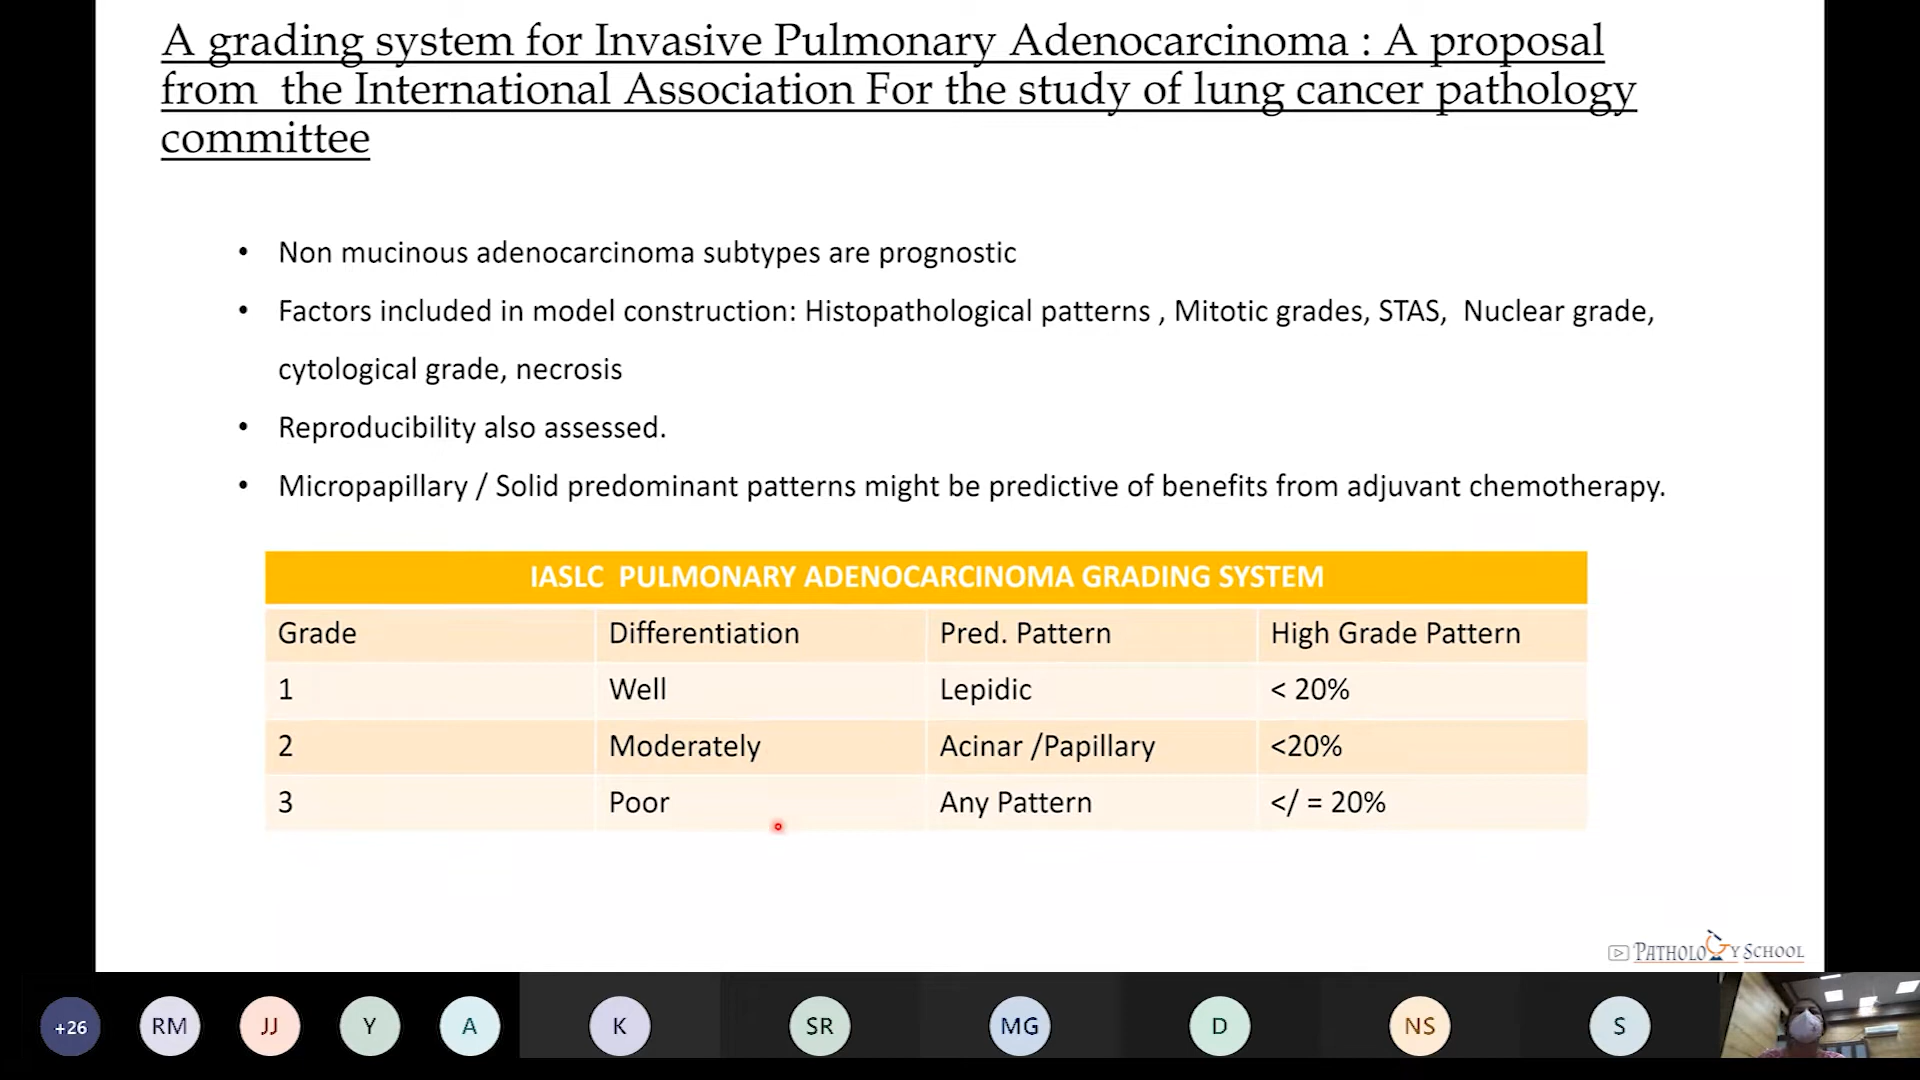 A grading system for Invasive Pulmonary Adenocarcinoma : A proposal
from the International Association For the study of lung cancer pathology
committee
• Non mucinous adenocarcinoma subtypes are prognostic
• Factors included in model construction: Histopathological patterns , Mitotic grades, STAS, Nuclear grade,
cytological grade, necrosis
• Reproducibility also assessed.
• Micropapillary / Solid predominant patterns might be predictive of benefits from adjuvant chemotherapy.
IASLC PULMONARY ADENOCARCINOMA GRADING SYSTEM
Grade Differentiation Pred. Pattern High Grade Pattern
1 Well Lepidic < 20%
2 Moderately Acinar /Papillary <20%
3 Poor Any Pattern </ = 20%
PATHOLOGY SCHOOL
+26 RM JJ Y A K SR MG D NS S